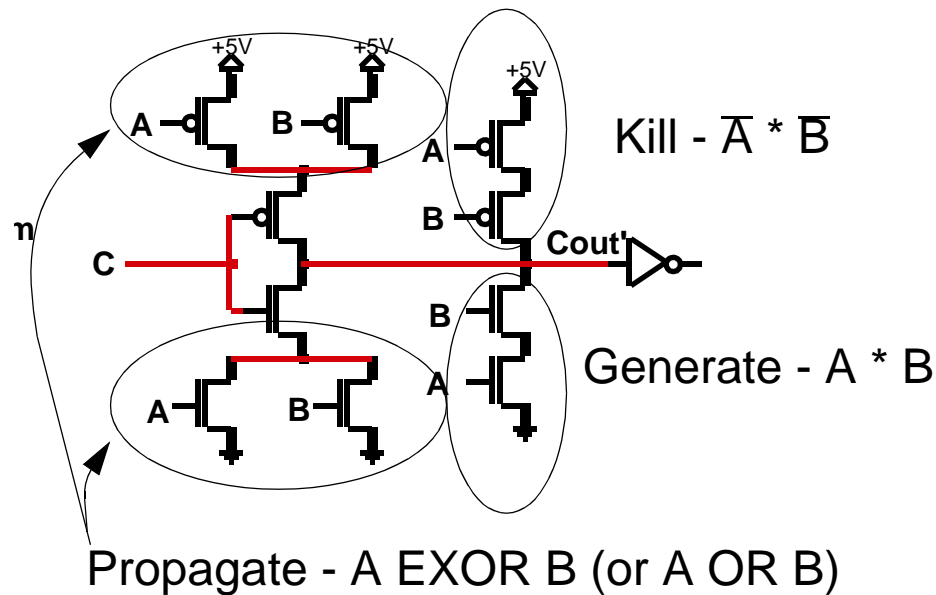 +5V
+5V
+5V
A
B
A
Kill - A̅ * B̅
B
m
Cout'
C
B
Generate - A * B
A
A
B
Propagate - A EXOR B (or A OR B)